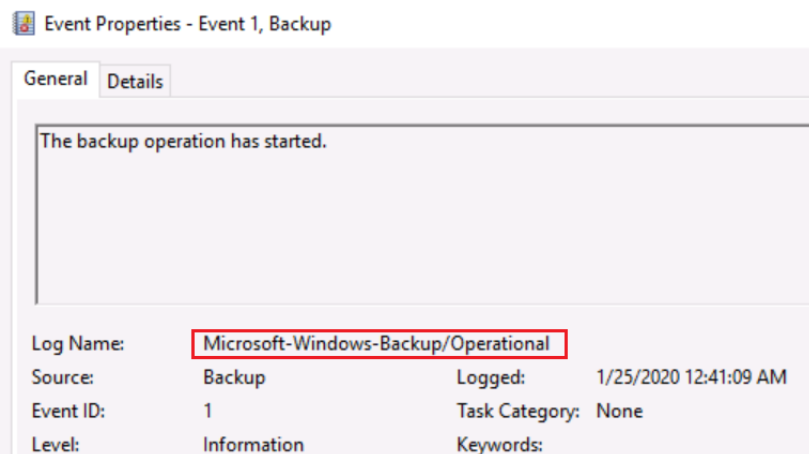 Event Properties - Event 1, Backup
General Details
The backup operation has started.
Log Name: Microsoft-Windows-Backup/Operational
Source: Backup Logged: 1/25/2020 12:41:09 AM
Event ID: 1 Task Category: None
Level: Information Keywords: